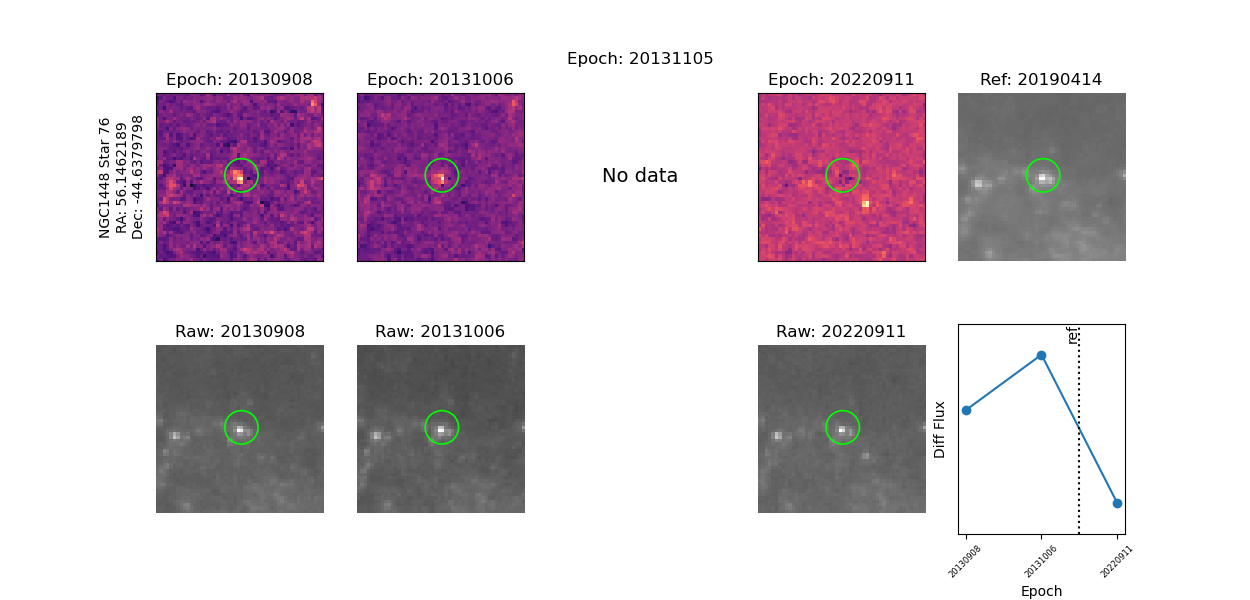 Epoch: 20131105
Epoch: 20130908
Epoch: 20131006
Epoch: 20220911
Ref: 20190414
NGC1448 Star 76
RA: 56.1462189
Dec: -44.6379798
No data
Raw: 20130908
Raw: 20131006
Raw: 20220911
ref
Diff Flux
20130908
20131006
20220911
Epoch